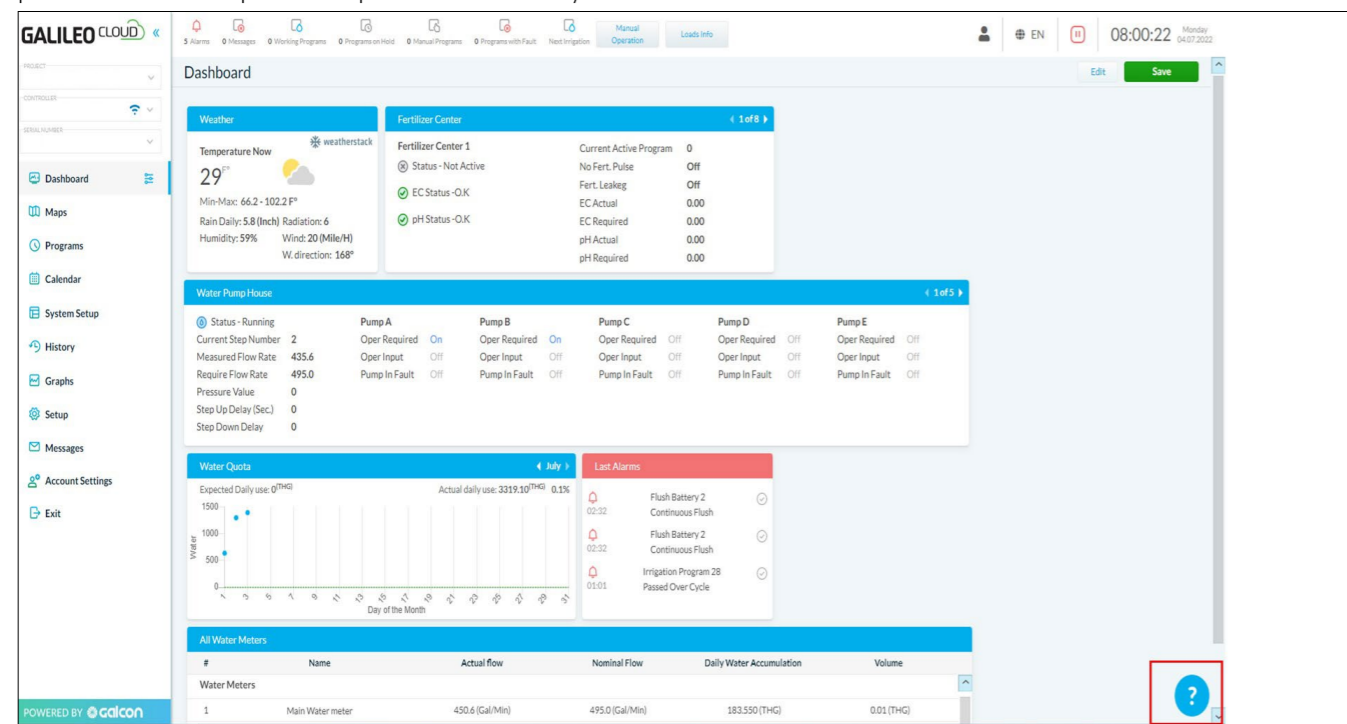 GALILEO CLOUD «
5 Alarms 0 Messages 0 Working Programs 0 Programs on Hold 0 Manual Programs 0 Programs with Fault Next Irrigation Manual Operation Loads Info EN 08:00:22 Monday 04.07.2022
PROJECT
CONTROLLER
SERIAL NUMBER
Dashboard
Maps
Programs
Calendar
System Setup
History
Graphs
Setup
Messages
Account Settings
Exit
POWERED BY Galcon
Dashboard Edit Save
Weather
weatherstack
Temperature Now
29 F°
Min-Max: 66.2 - 102.2 F°
Rain Daily: 5.8 (Inch) Radiation: 6
Humidity: 59% Wind: 20 (Mile/H)
W. direction: 168°
Fertilizer Center 1 of 8
Fertilizer Center 1 Current Active Program 0
Status - Not Active No Fert. Pulse Off
Fert. Leakeg Off
EC Status -O.K EC Actual 0.00
EC Required 0.00
pH Status -O.K pH Actual 0.00
pH Required 0.00
Water Pump House 1 of 5
Status - Running Pump A Pump B Pump C Pump D Pump E
Current Step Number 2 Oper Required On Oper Required On Oper Required Off Oper Required Off Oper Required Off
Measured Flow Rate 435.6 Oper Input Off Oper Input Off Oper Input Off Oper Input Off Oper Input Off
Require Flow Rate 495.0 Pump In Fault Off Pump In Fault Off Pump In Fault Off Pump In Fault Off Pump In Fault Off
Pressure Value 0
Step Up Delay (Sec.) 0
Step Down Delay 0
Water Quota July
Expected Daily use: 0(THG) Actual daily use: 3319.10(THG) 0.1%
1500
1000
500
0
Water
1 3 5 7 9 11 13 15 17 19 21 23 25 27 29 31
Day of the Month
Last Alarms
Flush Battery 2
02:32 Continuous Flush
Flush Battery 2
02:32 Continuous Flush
Irrigation Program 28
01:01 Passed Over Cycle
All Water Meters
# Name Actual flow Nominal Flow Daily Water Accumulation Volume
Water Meters
1 Main Water meter 450.6 (Gal/Min) 495.0 (Gal/Min) 183.550 (THG) 0.01 (THG)
?